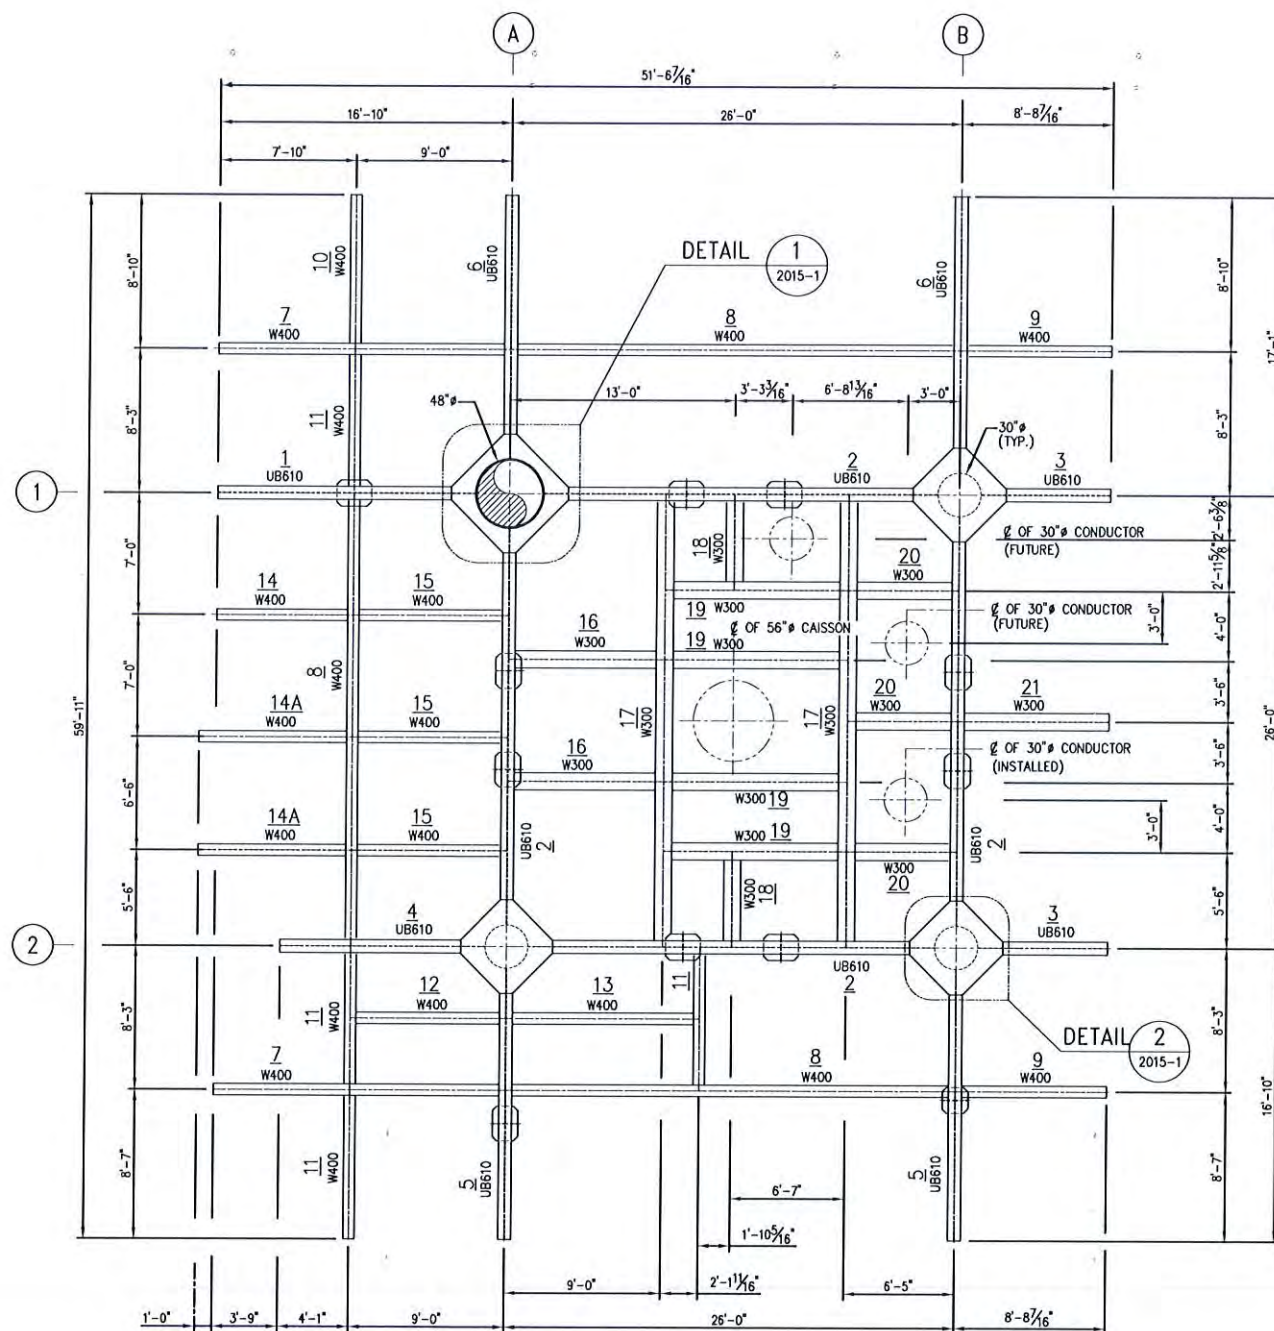 A
B
51'-6 7/16"
16'-10"
26'-0"
8'-8 7/16"
7'-10"
9'-0"
8'-10"
10
W400
6
UB610
DETAIL
1
2015-1
6
UB610
8'-10"
17'-1"
7
W400
8
W400
9
W400
13'-0"
3'-3 3/16"
6'-8 13/16"
3'-0"
8'-3"
11
W400
48"ø
30"ø
(TYP.)
8'-3"
1
1
UB610
2
UB610
3
UB610
2'-6 3/8"
℄ OF 30"ø CONDUCTOR
(FUTURE)
7'-0"
18
W300
20
W300
2'-11 5/8"
14
W400
15
W400
W300
19
℄ OF 30"ø CONDUCTOR
(FUTURE)
3'-0"
4'-0"
16
W300
℄ OF 56"ø CAISSON
19
W300
7'-0"
8
W400
59'-11"
14A
W400
15
W400
17
W300
17
W300
20
W300
21
W300
3'-6"
26'-0"
16
W300
℄ OF 30"ø CONDUCTOR
(INSTALLED)
3'-6"
6'-6"
W300 19
14A
W400
15
W400
UB610
2
W300 19
W300
20
UB610
2
3'-0"
4'-0"
5'-6"
W300
18
5'-6"
2
4
UB610
3
UB610
11
UB610
2
12
W400
13
W400
8'-3"
11
W400
DETAIL
2
2015-1
8'-3"
7
W400
8
W400
9
W400
16'-10"
8'-7"
11
W400
5
UB610
5
UB610
8'-7"
6'-7"
1'-10 5/16"
9'-0"
2'-1 11/16"
6'-5"
1'-0"
3'-9"
4'-1"
9'-0"
26'-0"
8'-8 7/16"